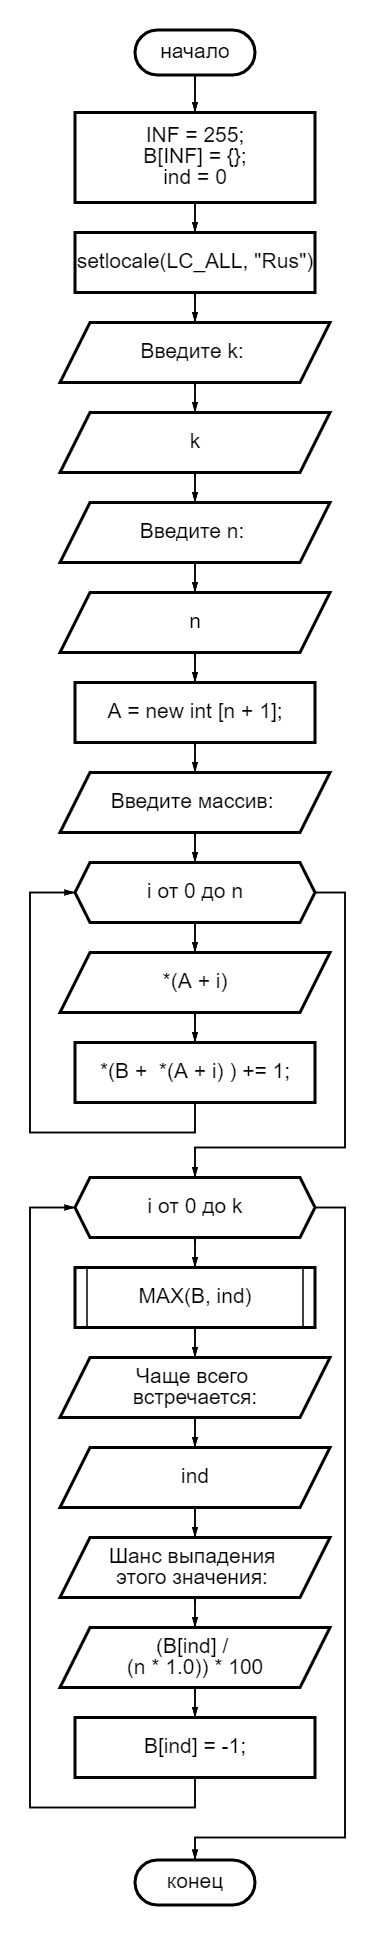 начало
INF = 255;
B[INF] = {};
ind = 0
setlocale(LC_ALL, "Rus")
Введите k:
k
Введите n:
n
A = new int [n + 1];
Введите массив:
i от 0 до n
*(A + i)
*(B +  *(A + i) ) += 1;
i от 0 до k
MAX(B, ind)
Чаще всего
встречается:
ind
Шанс выпадения
этого значения:
(B[ind] /
(n * 1.0)) * 100
B[ind] = -1;
конец